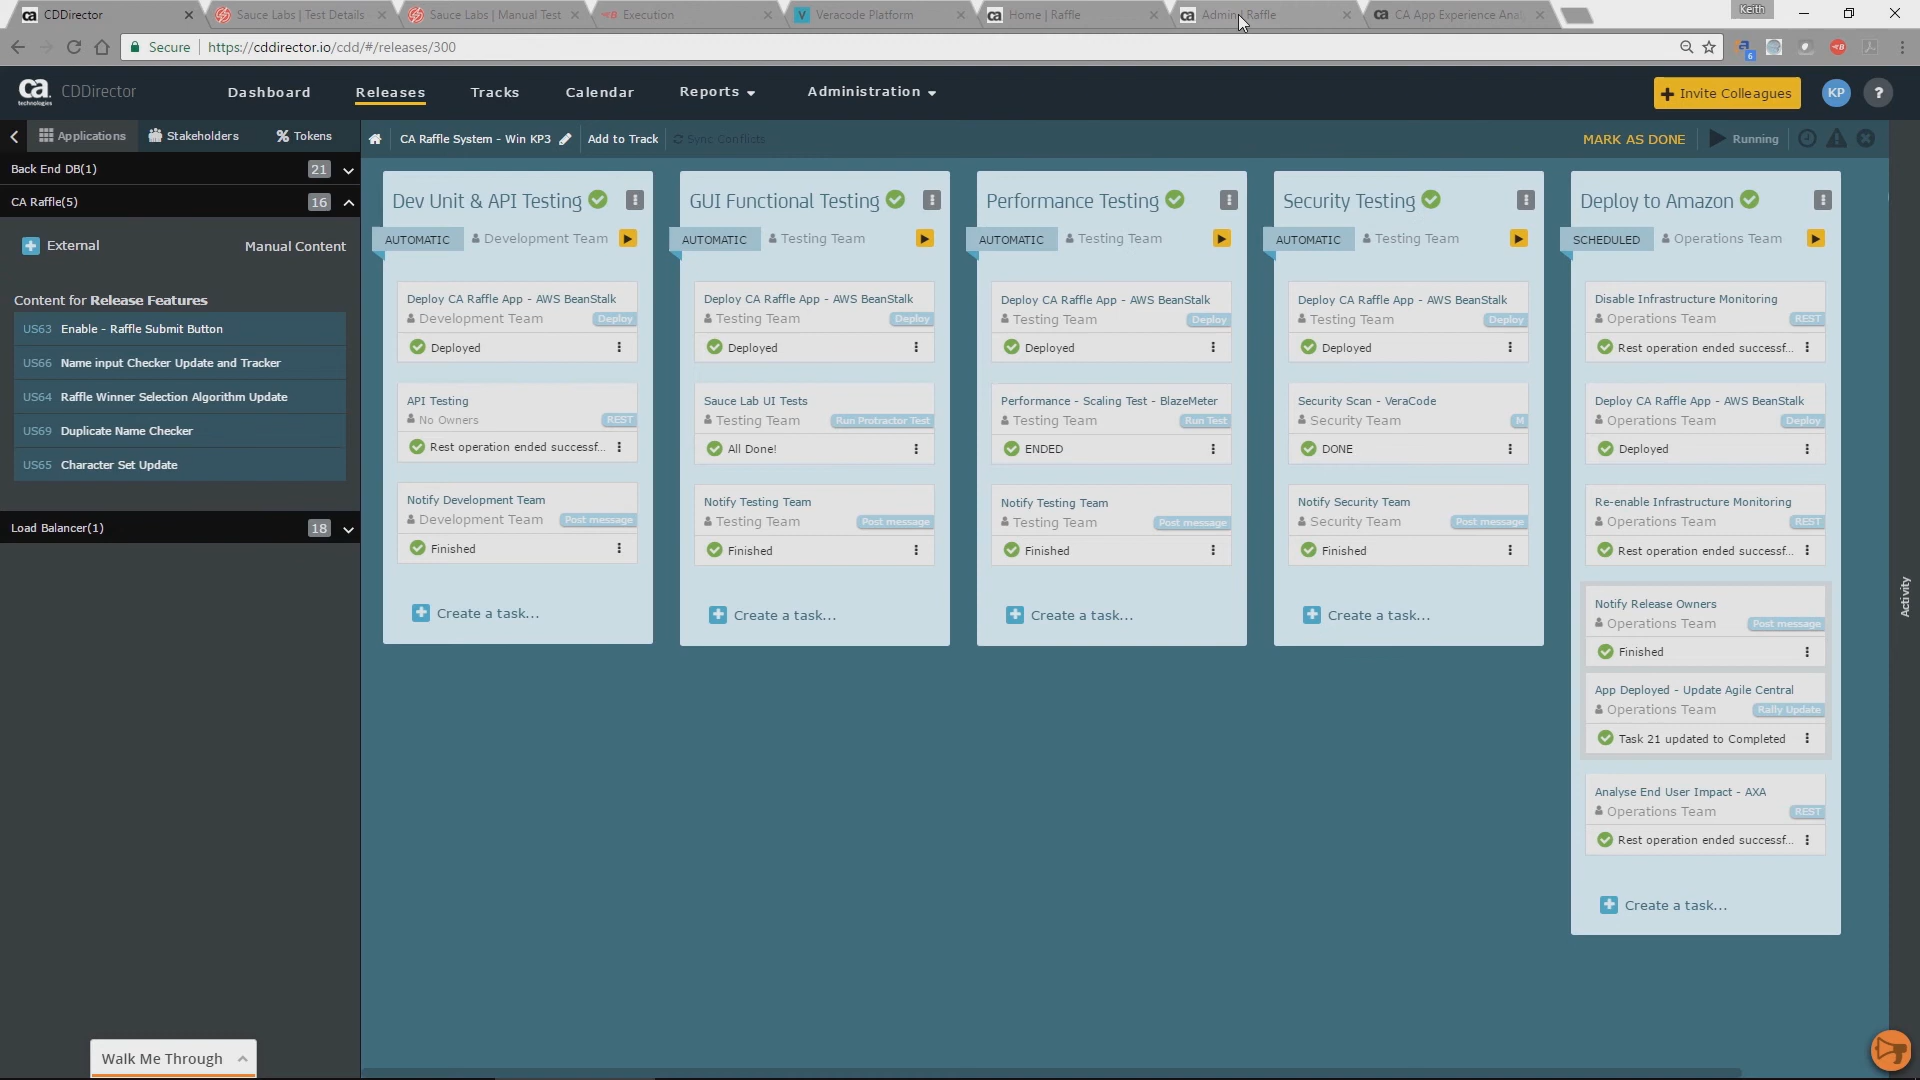 CDDirector
Sauce Labs | Test Details -
Sauce Labs | Manual Test
Execution
Veracode Platform
Home | Raffle
Admin | Raffle
CA App Experience Anal
Keith
Secure
https://cddirector.io/cdd/#/releases/300
ca technologies
CDDirector
Dashboard
Releases
Tracks
Calendar
Reports
Administration
Invite Colleagues
KP
?
Applications
Stakeholders
Tokens
CA Raffle System - Win KP3
Add to Track
Sync Conflicts
MARK AS DONE
Running
Back End DB(1)
21
CA Raffle(5)
16
External
Manual Content
Content for Release Features
US63 Enable - Raffle Submit Button
US66 Name input Checker Update and Tracker
US64 Raffle Winner Selection Algorithm Update
US69 Duplicate Name Checker
US65 Character Set Update
Load Balancer(1)
18
Dev Unit & API Testing
AUTOMATIC
Development Team
Deploy CA Raffle App - AWS BeanStalk
Development Team
Deploy
Deployed
API Testing
No Owners
REST
Rest operation ended successf...
Notify Development Team
Development Team
Post message
Finished
Create a task...
GUI Functional Testing
AUTOMATIC
Testing Team
Deploy CA Raffle App - AWS BeanStalk
Testing Team
Deploy
Deployed
Sauce Lab UI Tests
Testing Team
Run Protractor Test
All Done!
Notify Testing Team
Testing Team
Post message
Finished
Create a task...
Performance Testing
AUTOMATIC
Testing Team
Deploy CA Raffle App - AWS BeanStalk
Testing Team
Deploy
Deployed
Performance - Scaling Test - BlazeMeter
Testing Team
Run Test
ENDED
Notify Testing Team
Testing Team
Post message
Finished
Create a task...
Security Testing
AUTOMATIC
Testing Team
Deploy CA Raffle App - AWS BeanStalk
Testing Team
Deploy
Deployed
Security Scan - VeraCode
Security Team
M
DONE
Notify Security Team
Security Team
Post message
Finished
Create a task...
Deploy to Amazon
SCHEDULED
Operations Team
Disable Infrastructure Monitoring
Operations Team
REST
Rest operation ended successf...
Deploy CA Raffle App - AWS BeanStalk
Operations Team
Deploy
Deployed
Re-enable Infrastructure Monitoring
Operations Team
REST
Rest operation ended successf...
Notify Release Owners
Operations Team
Post message
Finished
App Deployed - Update Agile Central
Operations Team
Rally Update
Task 21 updated to Completed
Analyse End User Impact - AXA
Operations Team
REST
Rest operation ended successf...
Create a task...
Activity
Walk Me Through